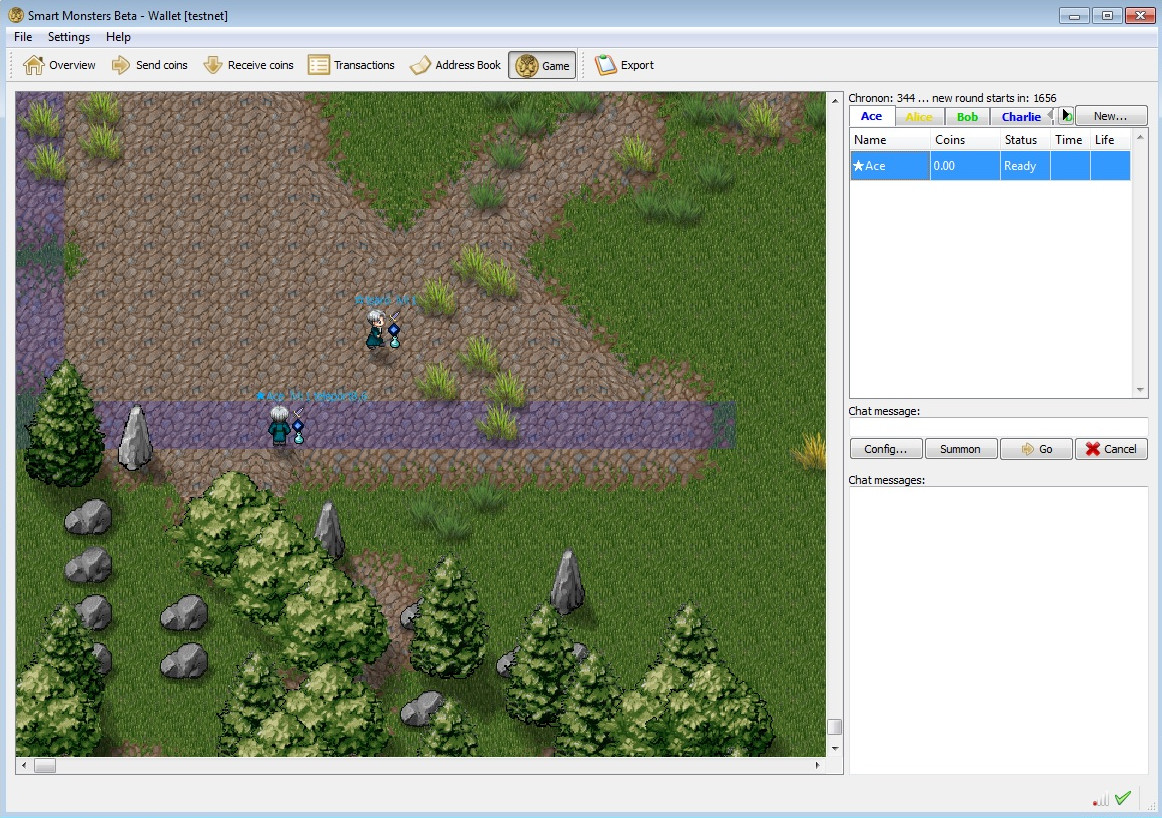 Smart Monsters Beta - Wallet [testnet]
File Settings Help
Overview Send coins Receive coins Transactions Address Book Game Export
Chronon: 344 ... new round starts in: 1656
Ace Alice Bob Charlie New...
Name Coins Status Time Life
★Ace 0.00 Ready
★Ace
Chat message:
Config... Summon Go Cancel
Chat messages: